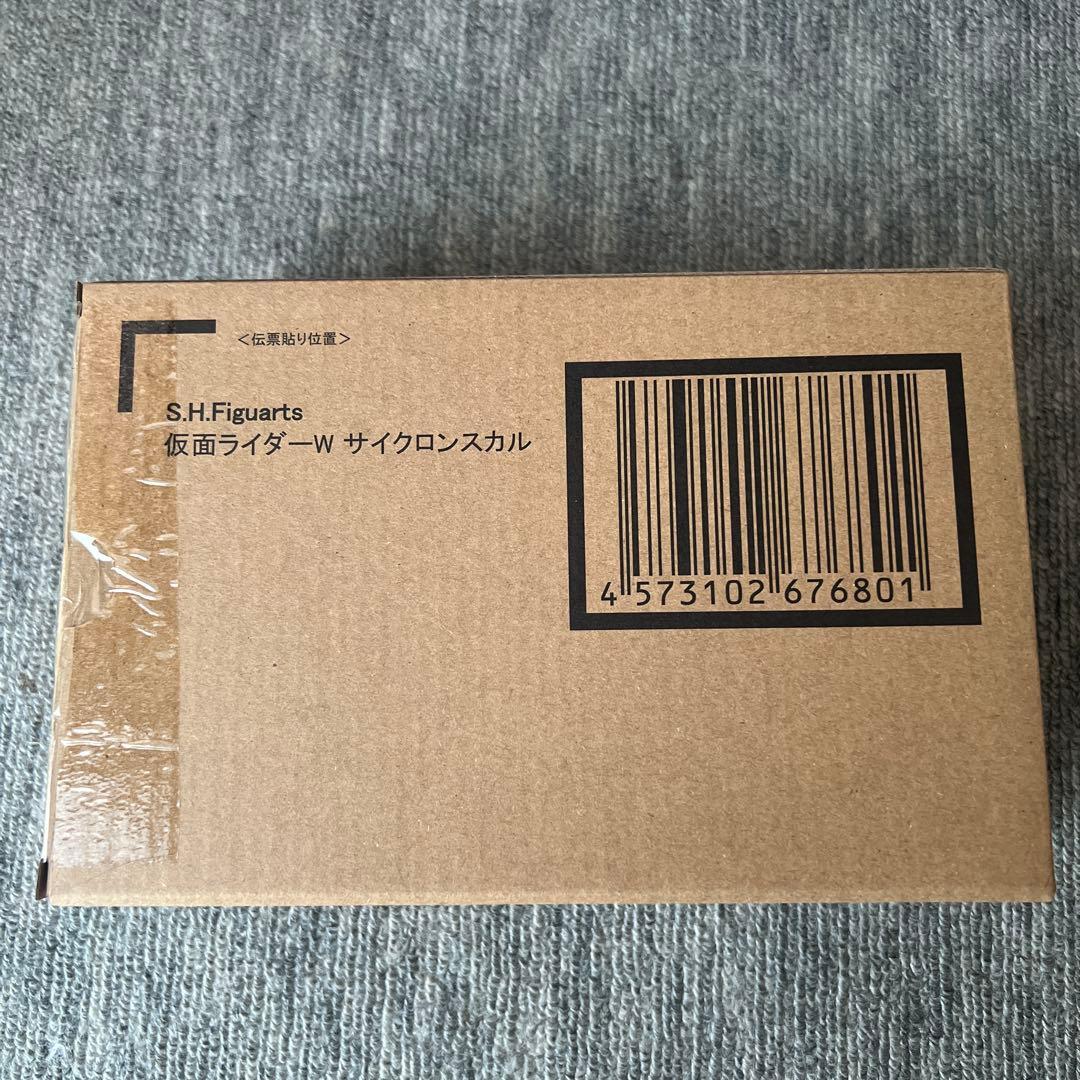 ＜伝票貼り位置＞
S.H.Figuarts
仮面ライダーW サイクロンスカル
4 573102 676801